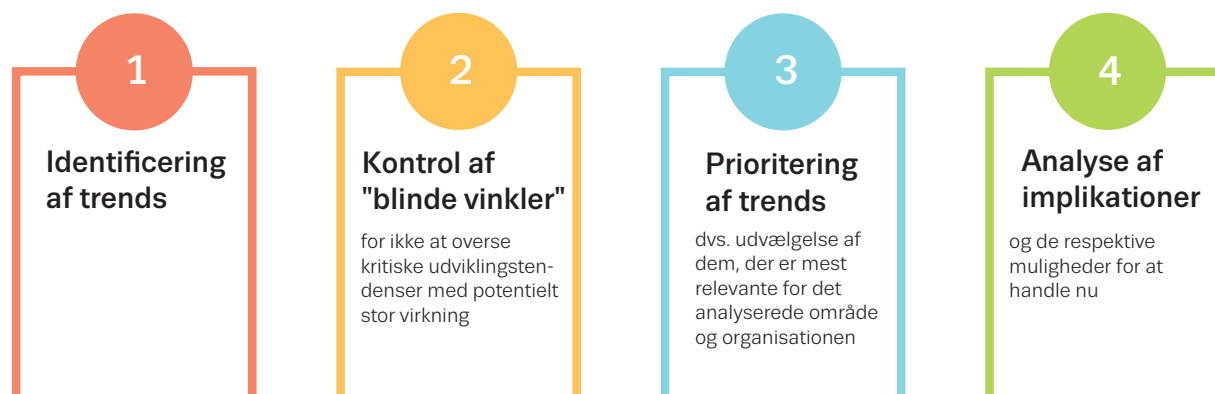 1
Identificering
af trends
2
Kontrol af
"blinde vinkler"
for ikke at overse
kritiske udviklingsten-
denser med potentielt
stor virkning
3
Prioritering
af trends
dvs. udvælgelse af
dem, der er mest
relevante for det
analyserede område
og organisationen
4
Analyse af
implikationer
og de respektive
muligheder for at
handle nu